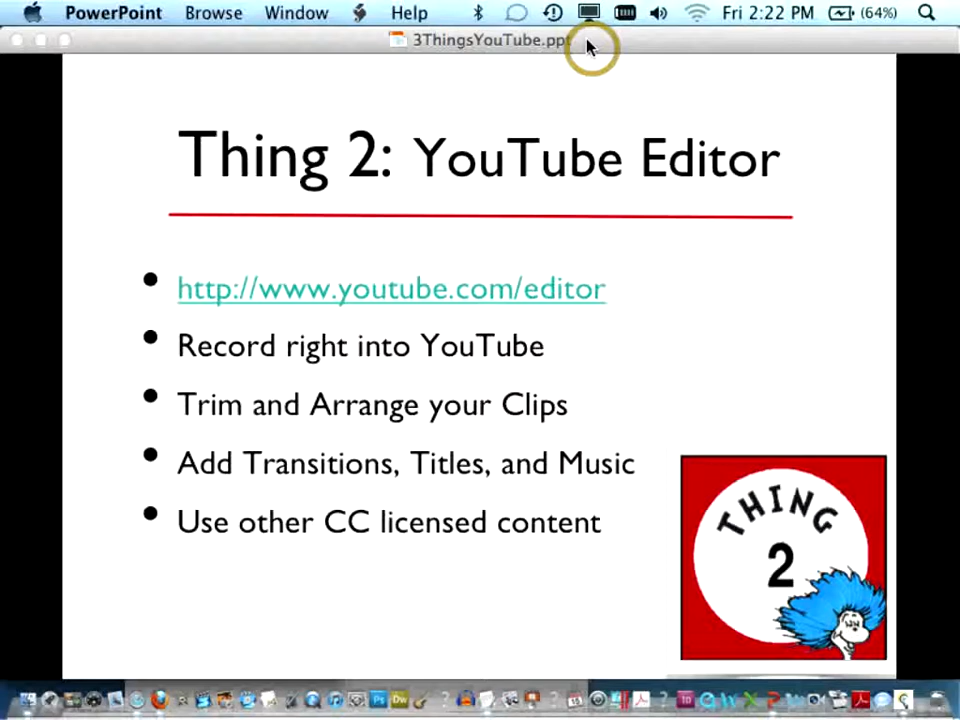 PowerPoint Browse Window Help Fri 2:22 PM (64%)
3ThingsYouTube.ppt
Thing 2: YouTube Editor
• http://www.youtube.com/editor
• Record right into YouTube
• Trim and Arrange your Clips
• Add Transitions, Titles, and Music
• Use other CC licensed content
THING
2
Ps Dw